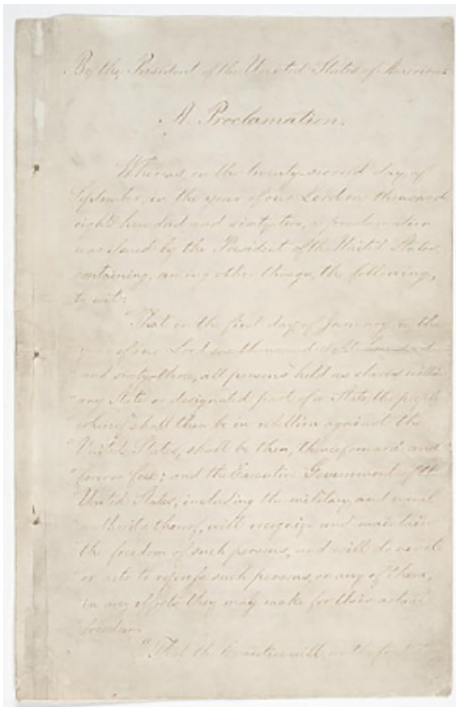 By the President of the United States of America:
A Proclamation.
Whereas, on the twenty-second day of
September, in the year of our Lord one thousand
eight hundred and sixty two, a proclamation
was issued by the President of the United States,
containing, among other things, the following,
to wit:
"That on the first day of January, in the
year of our Lord one thousand eight hundred
and sixty-three, all persons held as slaves within
any State or designated part of a State, the people
whereof shall then be in rebellion against the
United States, shall be then, thenceforward, and
forever free; and the Executive Government of the
United States, including the military and naval
authority thereof, will recognize and maintain
the freedom of such persons, and will do no act
or acts to repress such persons, or any of them,
in any efforts they may make for their actual
freedom.
"That the Executive will, on the first